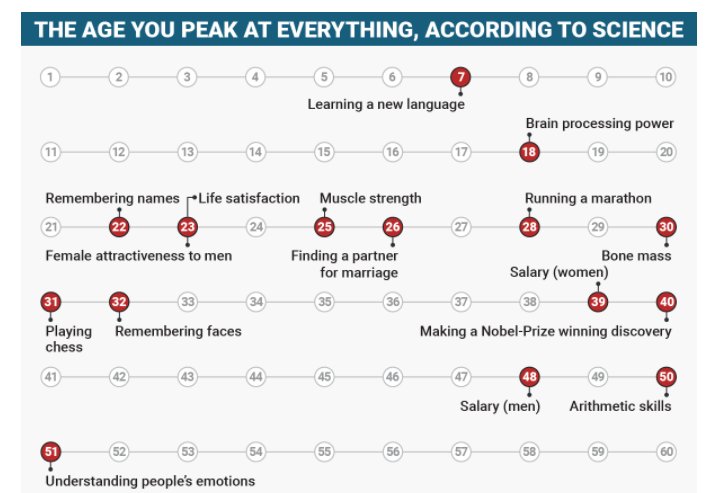 THE AGE YOU PEAK AT EVERYTHING, ACCORDING TO SCIENCE
1 2 3 4 5 6 7 8 9 10
Learning a new language
Brain processing power
11 12 13 14 15 16 17 18 19 20
Remembering names Life satisfaction Muscle strength Running a marathon
21 22 23 24 25 26 27 28 29 30
Female attractiveness to men Finding a partner Bone mass
for marriage Salary (women)
31 32 33 34 35 36 37 38 39 40
Playing Remembering faces Making a Nobel-Prize winning discovery
chess
41 42 43 44 45 46 47 48 49 50
Salary (men) Arithmetic skills
51 52 53 54 55 56 57 58 59 60
Understanding people's emotions